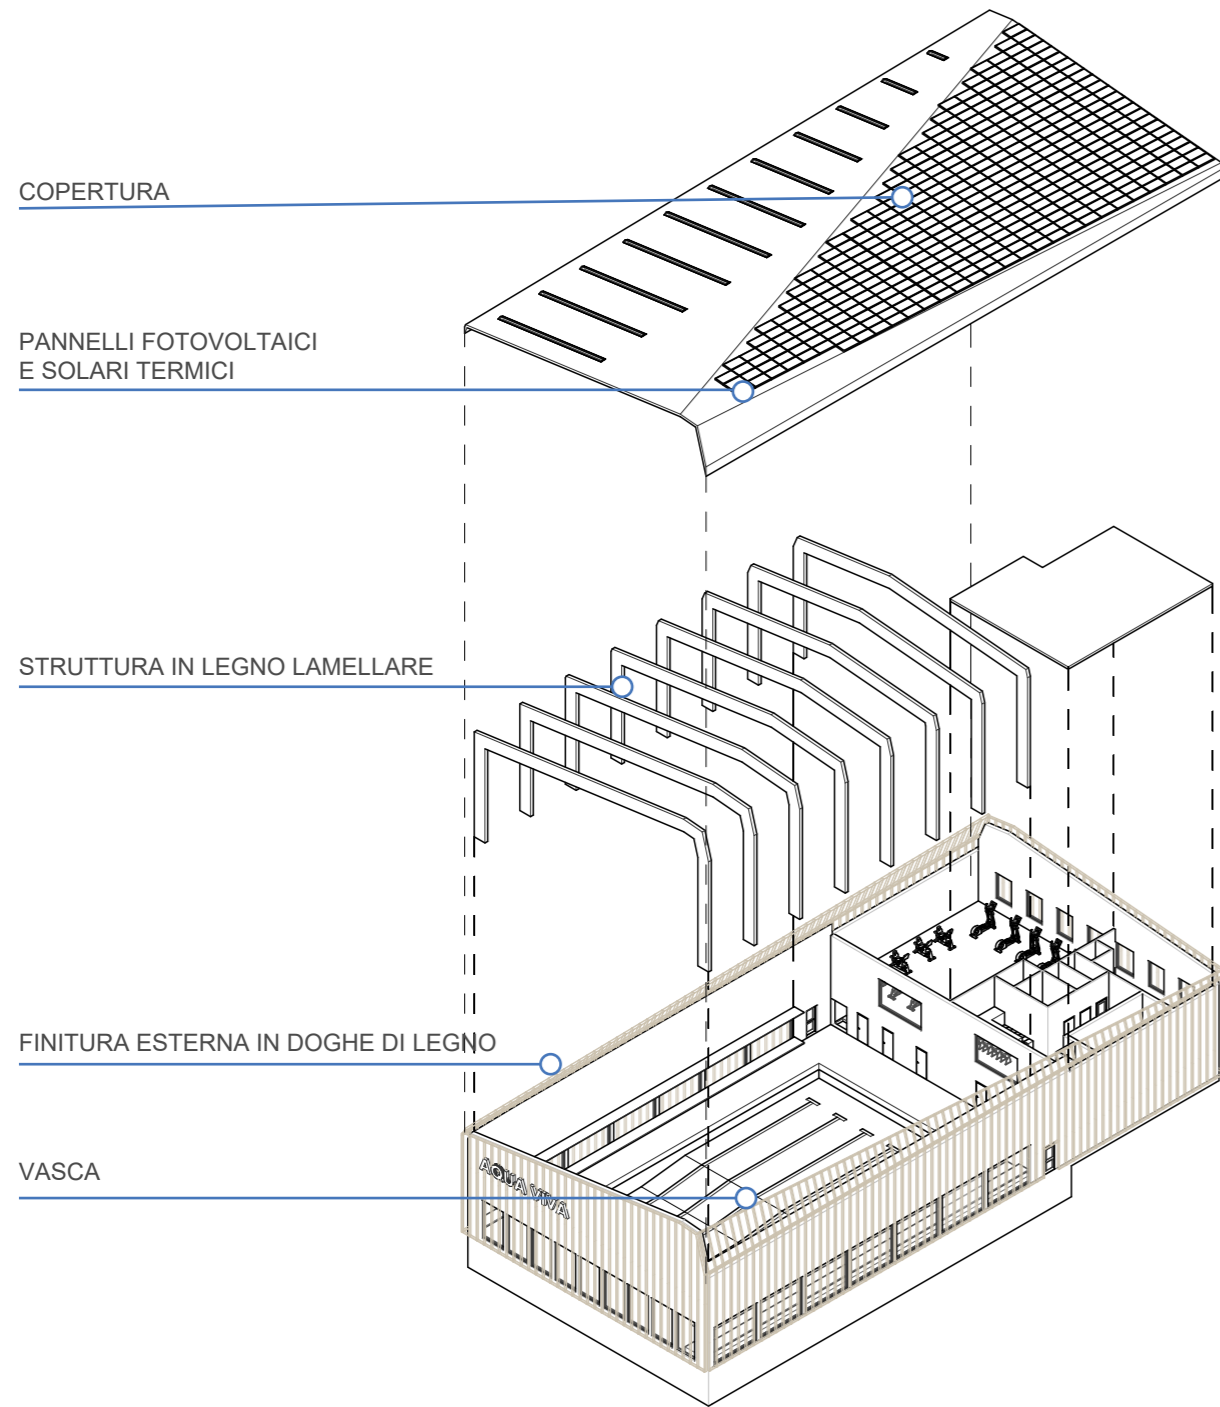 COPERTURA
PANNELLI FOTOVOLTAICI
E SOLARI TERMICI
STRUTTURA IN LEGNO LAMELLARE
FINITURA ESTERNA IN DOGHE DI LEGNO
VASCA
AQUA VIVA